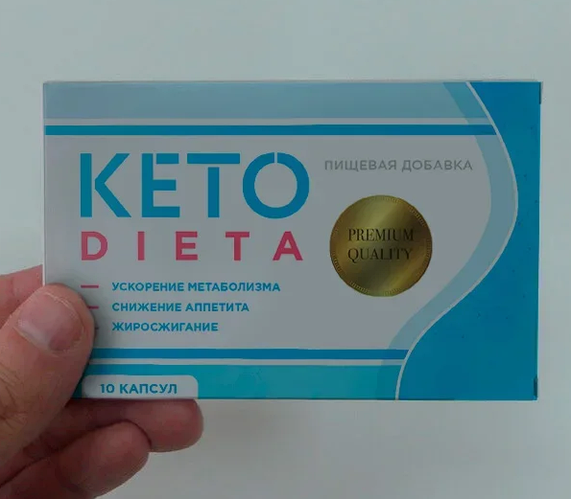 KETO
DIETA
ПИЩЕВАЯ ДОБАВКА
PREMIUM
QUALITY
УСКОРЕНИЕ МЕТАБОЛИЗМА
СНИЖЕНИЕ АППЕТИТА
ЖИРОСЖИГАНИЕ
10 КАПСУЛ